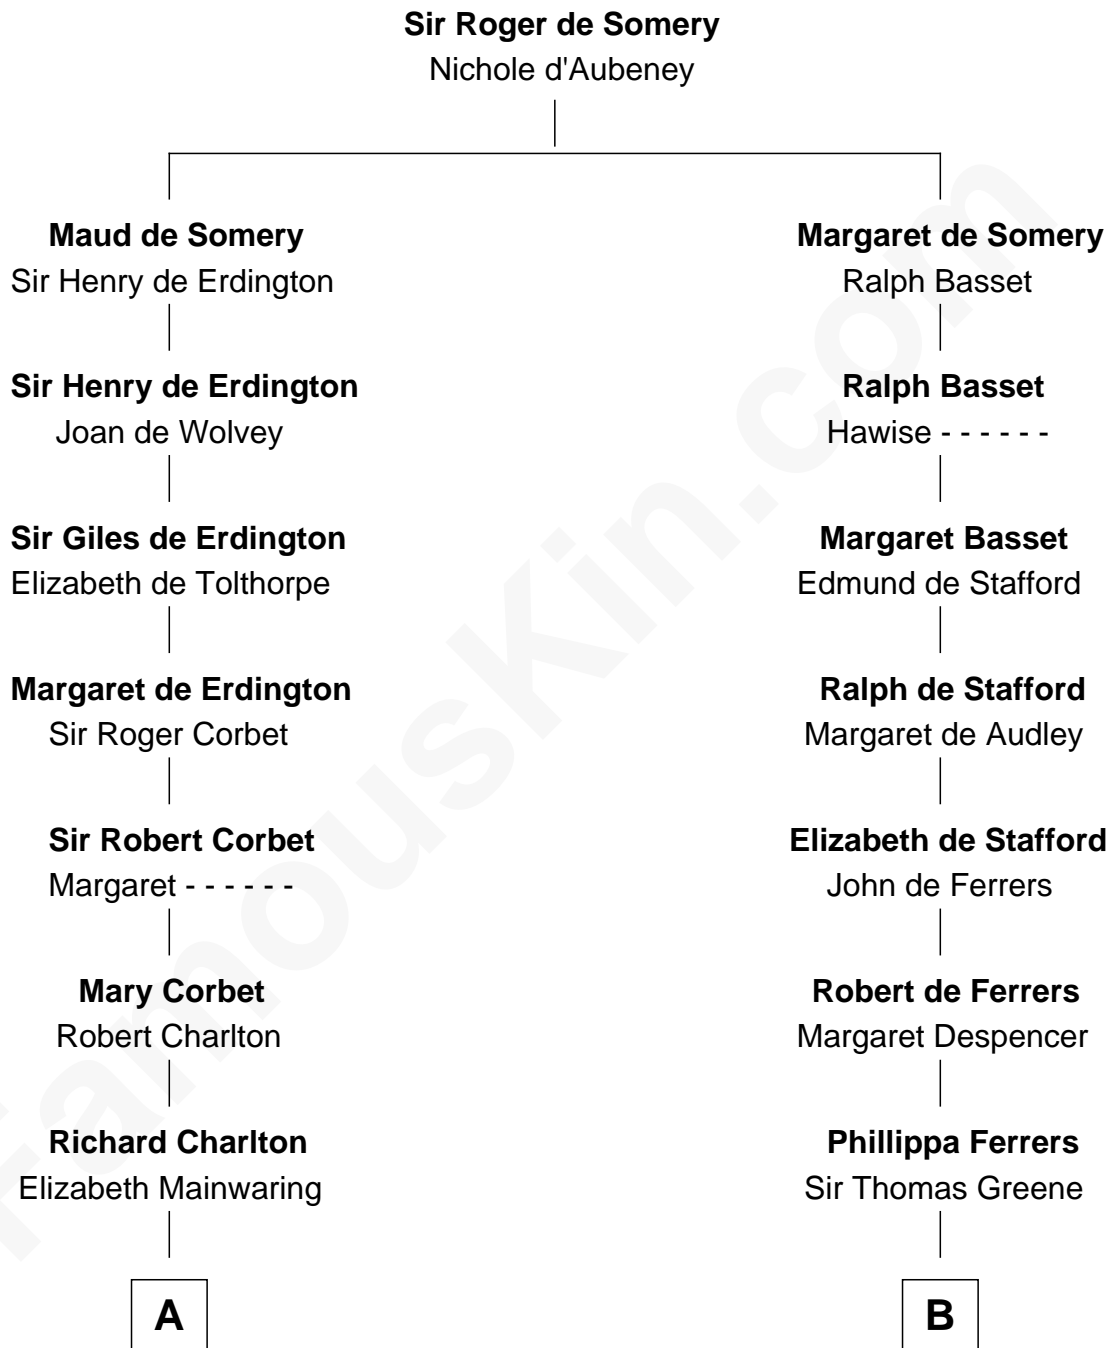 Sir Roger de Somery
Nichole d'Aubeney
Maud de Somery
Sir Henry de Erdington
Sir Henry de Erdington
Joan de Wolvey
Sir Giles de Erdington
Elizabeth de Tolthorpe
Margaret de Erdington
Sir Roger Corbet
Sir Robert Corbet
Margaret - - - - - -
Mary Corbet
Robert Charlton
Richard Charlton
Elizabeth Mainwaring
A
Margaret de Somery
Ralph Basset
Ralph Basset
Hawise - - - - - -
Margaret Basset
Edmund de Stafford
Ralph de Stafford
Margaret de Audley
Elizabeth de Stafford
John de Ferrers
Robert de Ferrers
Margaret Despencer
Phillippa Ferrers
Sir Thomas Greene
B
FamousKin.com